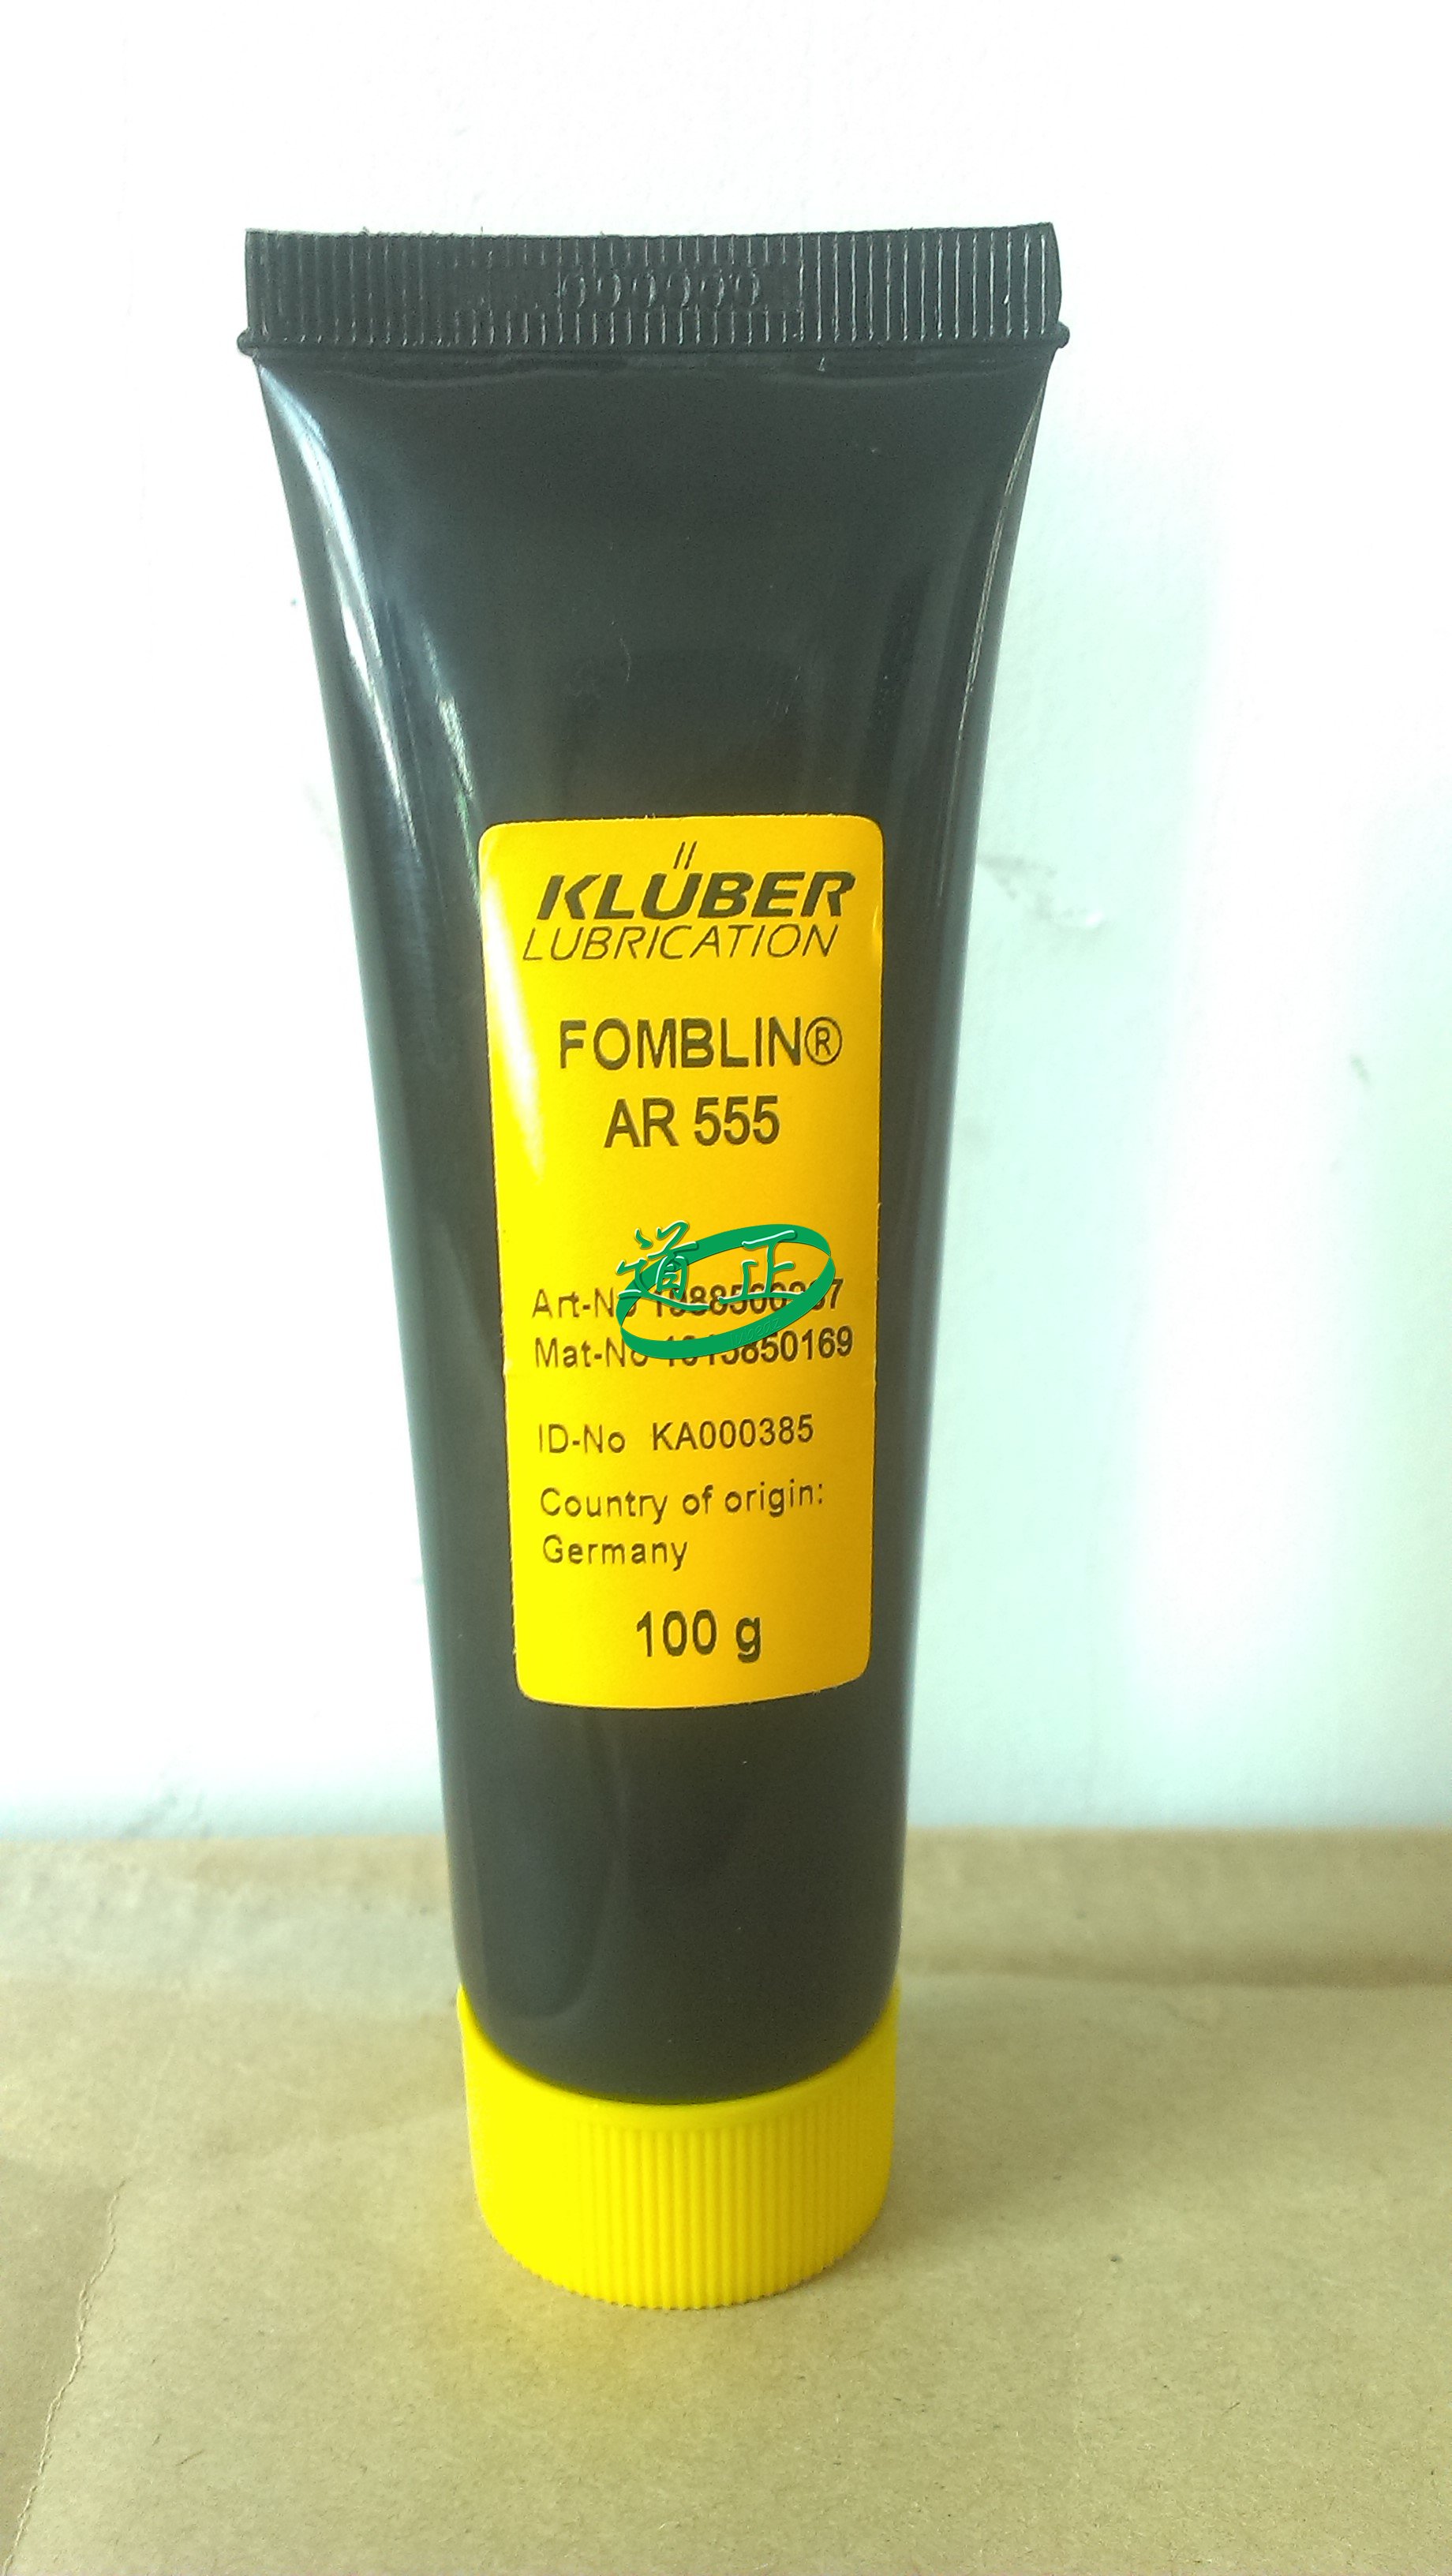 000000
KLÜBER
LUBRICATION
FOMBLIN®
AR 555
道 正
Art-No
Mat-No
ID-No KA000385
Country of origin:
Germany
100 g